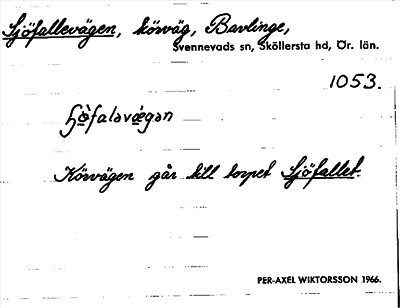 Sjöfallevägen, körväg, Bavlinge,
Svennevads sn, Sköllersta hd, Ör. län.
1053.
Körvägen går till torpet Sjöfallet.
PER-AXEL WIKTORSSON 1966.